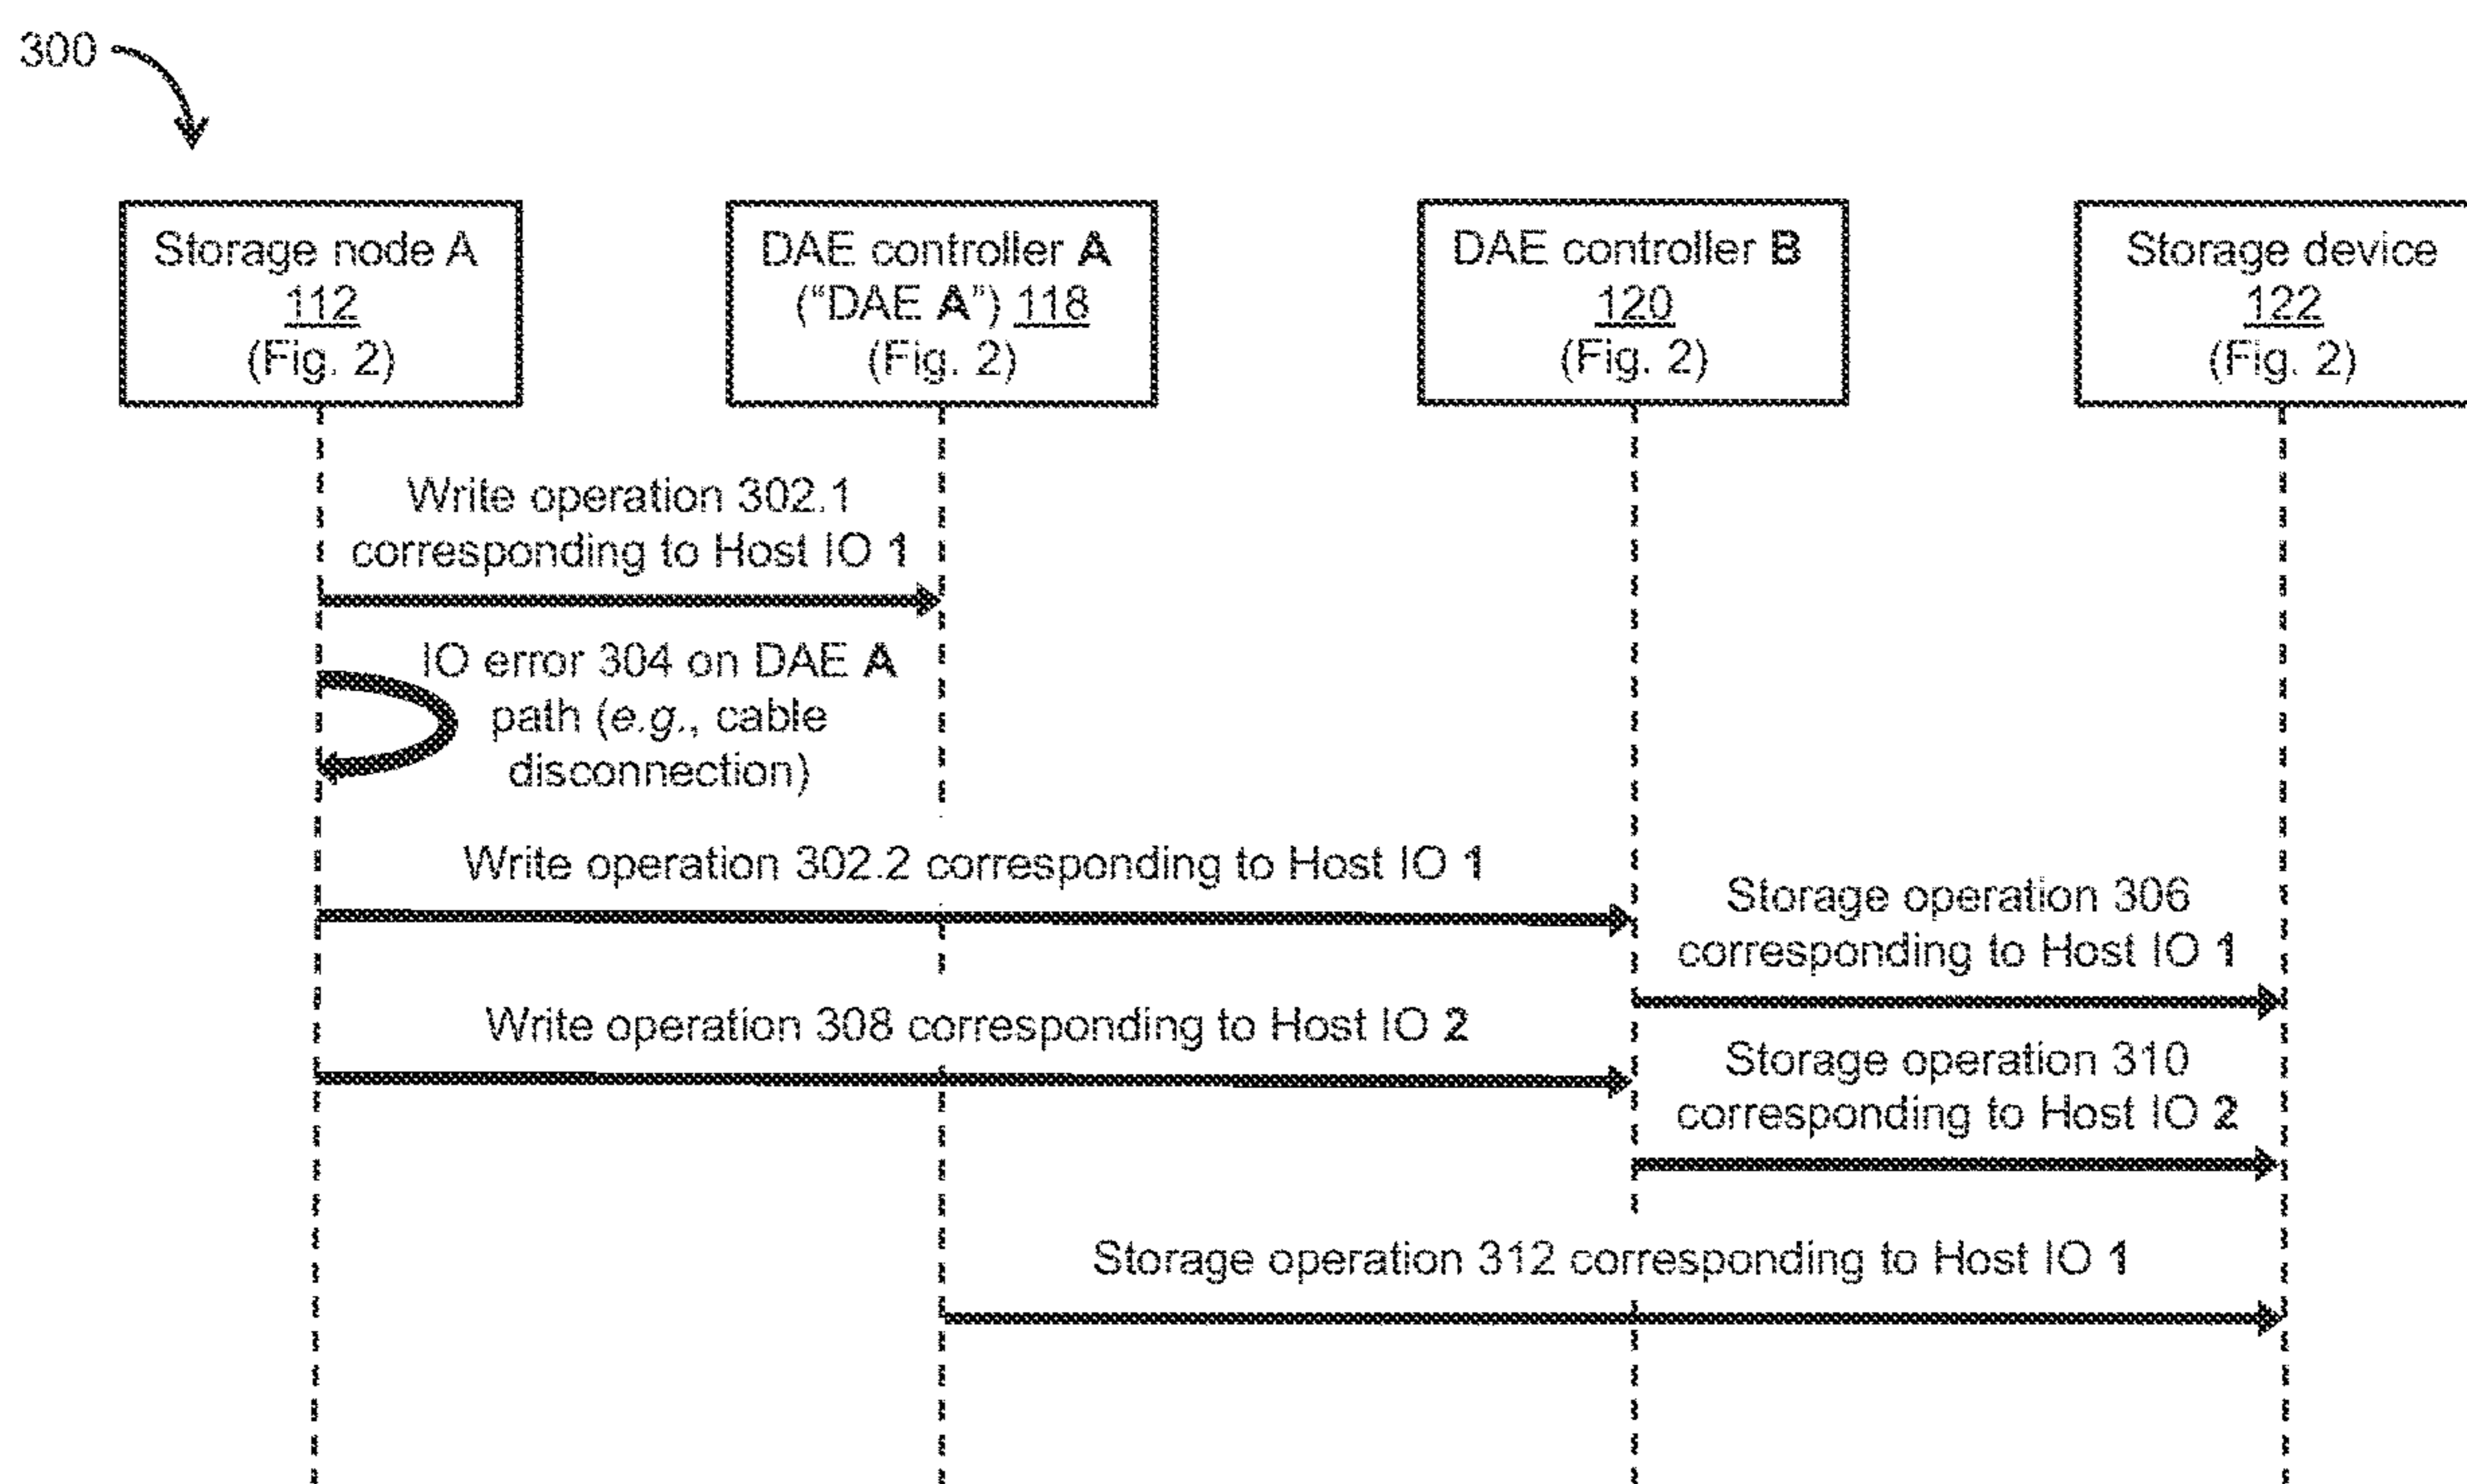 300
Storage node A
112
(Fig. 2)
DAE controller A
("DAE A") 118
(Fig. 2)
DAE controller B
120
(Fig. 2)
Storage device
122
(Fig. 2)
Write operation 302.1
corresponding to Host IO 1
IO error 304 on DAE A
path (e.g., cable
disconnection)
Write operation 302.2 corresponding to Host IO 1
Storage operation 306
corresponding to Host IO 1
Write operation 308 corresponding to Host IO 2
Storage operation 310
corresponding to Host IO 2
Storage operation 312 corresponding to Host IO 1